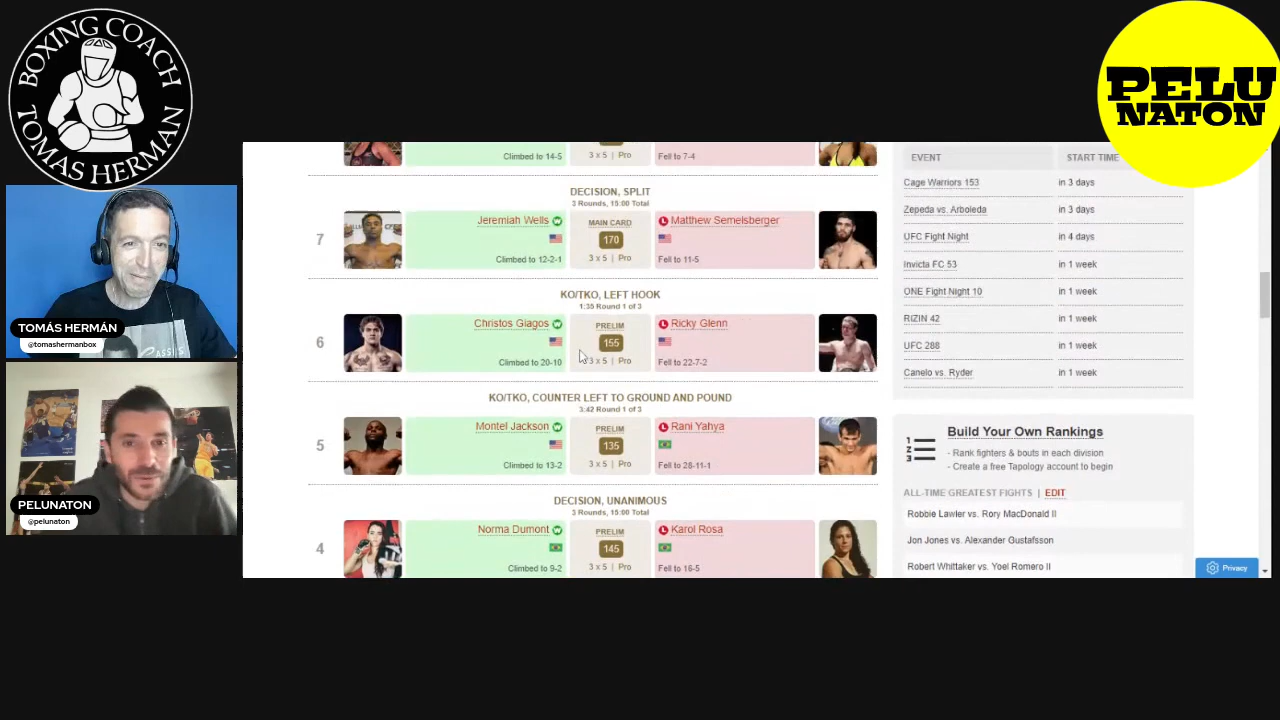 BOXING COACH
TOMAS HERMAN
PELU
NATON
TOMÁS HERMÁN
@tomashermanbox
PELUNATON
@pelunaton
Climbed to 14-5
3 x 5 | Pro
Fell to 7-4
DECISION, SPLIT
3 Rounds, 15:00 Total
7
Jeremiah Wells
MAIN CARD
Matthew Semelsberger
170
Climbed to 12-2-1
3 x 5 | Pro
Fell to 11-5
KO/TKO, LEFT HOOK
1:35 Round 1 of 3
6
Christos Giagos
PRELIM
Ricky Glenn
155
Climbed to 20-10
3 x 5 | Pro
Fell to 22-7-2
KO/TKO, COUNTER LEFT TO GROUND AND POUND
3:42 Round 1 of 3
5
Montel Jackson
PRELIM
Rani Yahya
135
Climbed to 13-2
3 x 5 | Pro
Fell to 28-11-1
DECISION, UNANIMOUS
3 Rounds, 15:00 Total
4
Norma Dumont
PRELIM
Karol Rosa
145
Climbed to 9-2
3 x 5 | Pro
Fell to 16-5
EVENT START TIME
Cage Warriors 153 in 3 days
Zepeda vs. Arboleda in 3 days
UFC Fight Night in 4 days
Invicta FC 53 in 1 week
ONE Fight Night 10 in 1 week
RIZIN 42 in 1 week
UFC 288 in 1 week
Canelo vs. Ryder in 1 week
1
2
3
Build Your Own Rankings
- Rank fighters & bouts in each division
- Create a free Tapology account to begin
ALL-TIME GREATEST FIGHTS | EDIT
Robbie Lawler vs. Rory MacDonald II
Jon Jones vs. Alexander Gustafsson
Robert Whittaker vs. Yoel Romero II
Privacy